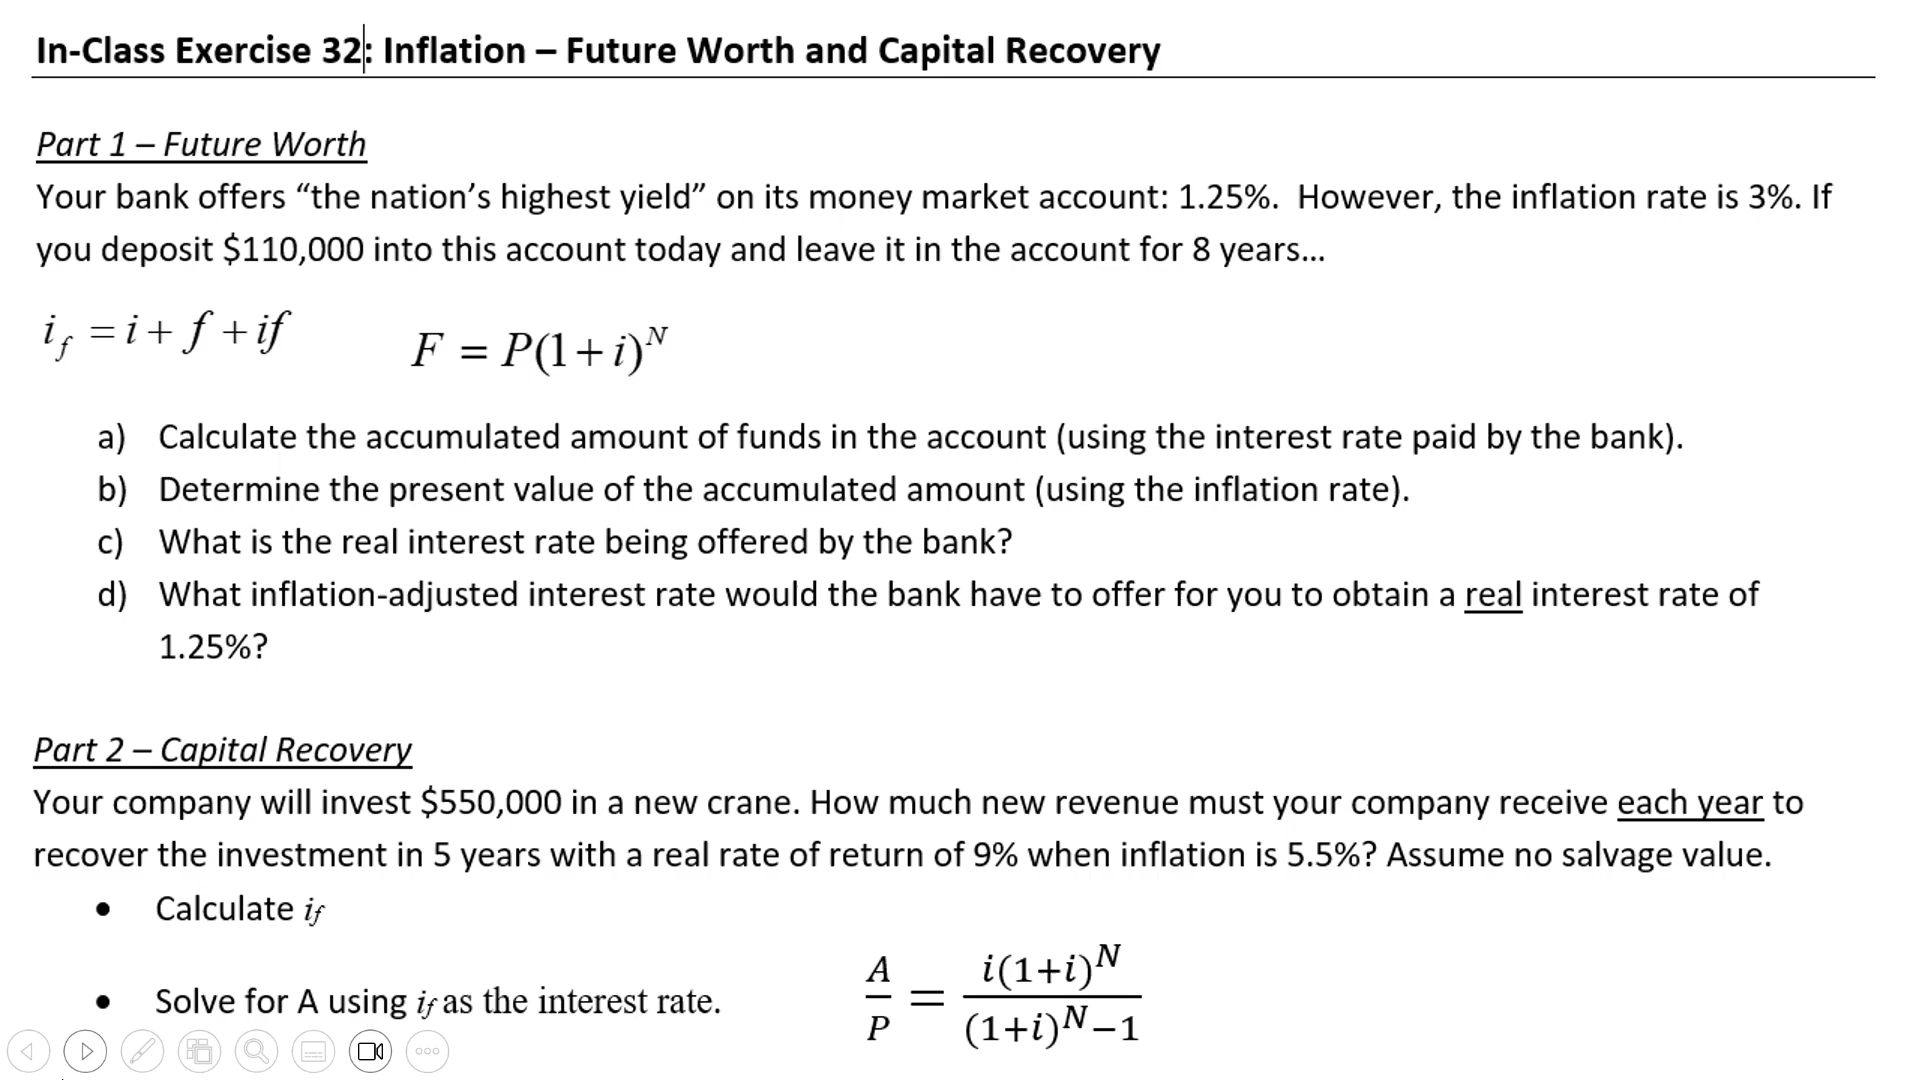 In-Class Exercise 32: Inflation – Future Worth and Capital Recovery
Part 1 – Future Worth
Your bank offers “the nation’s highest yield” on its money market account: 1.25%.  However, the inflation rate is 3%. If
you deposit $110,000 into this account today and leave it in the account for 8 years...
i_f = i + f + if
F = P(1 + i)^N
a) Calculate the accumulated amount of funds in the account (using the interest rate paid by the bank).
b) Determine the present value of the accumulated amount (using the inflation rate).
c) What is the real interest rate being offered by the bank?
d) What inflation-adjusted interest rate would the bank have to offer for you to obtain a real interest rate of
1.25%?
Part 2 – Capital Recovery
Your company will invest $550,000 in a new crane. How much new revenue must your company receive each year to
recover the investment in 5 years with a real rate of return of 9% when inflation is 5.5%? Assume no salvage value.
• Calculate i_f
• Solve for A using i_f as the interest rate.
A/P = i(1+i)^N / (1+i)^N−1